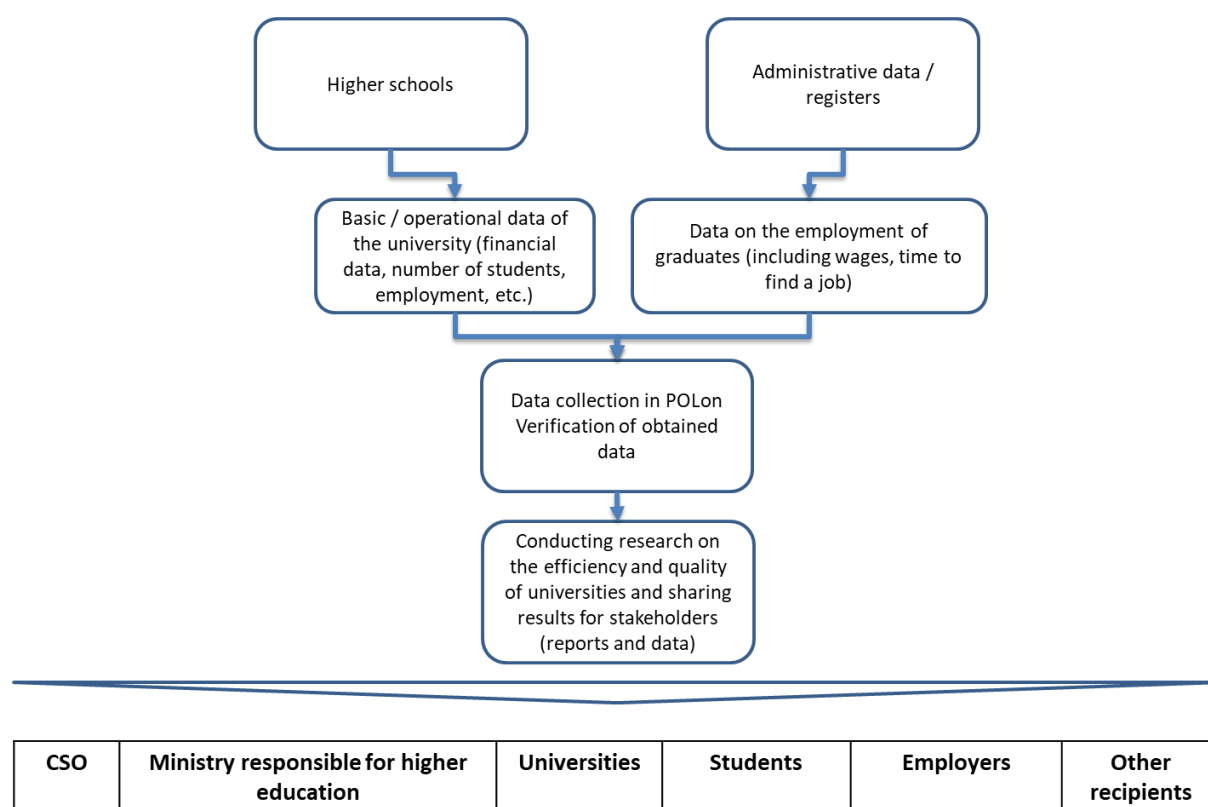 Higher schools
Administrative data /
registers
Basic / operational data of
the university (financial
data, number of students,
employment, etc.)
Data on the employment of
graduates (including wages, time to
find a job)
Data collection in POLon
Verification of obtained
data
Conducting research on
the efficiency and quality
of universities and sharing
results for stakeholders
(reports and data)
CSO
Ministry responsible for higher
education
Universities
Students
Employers
Other
recipients